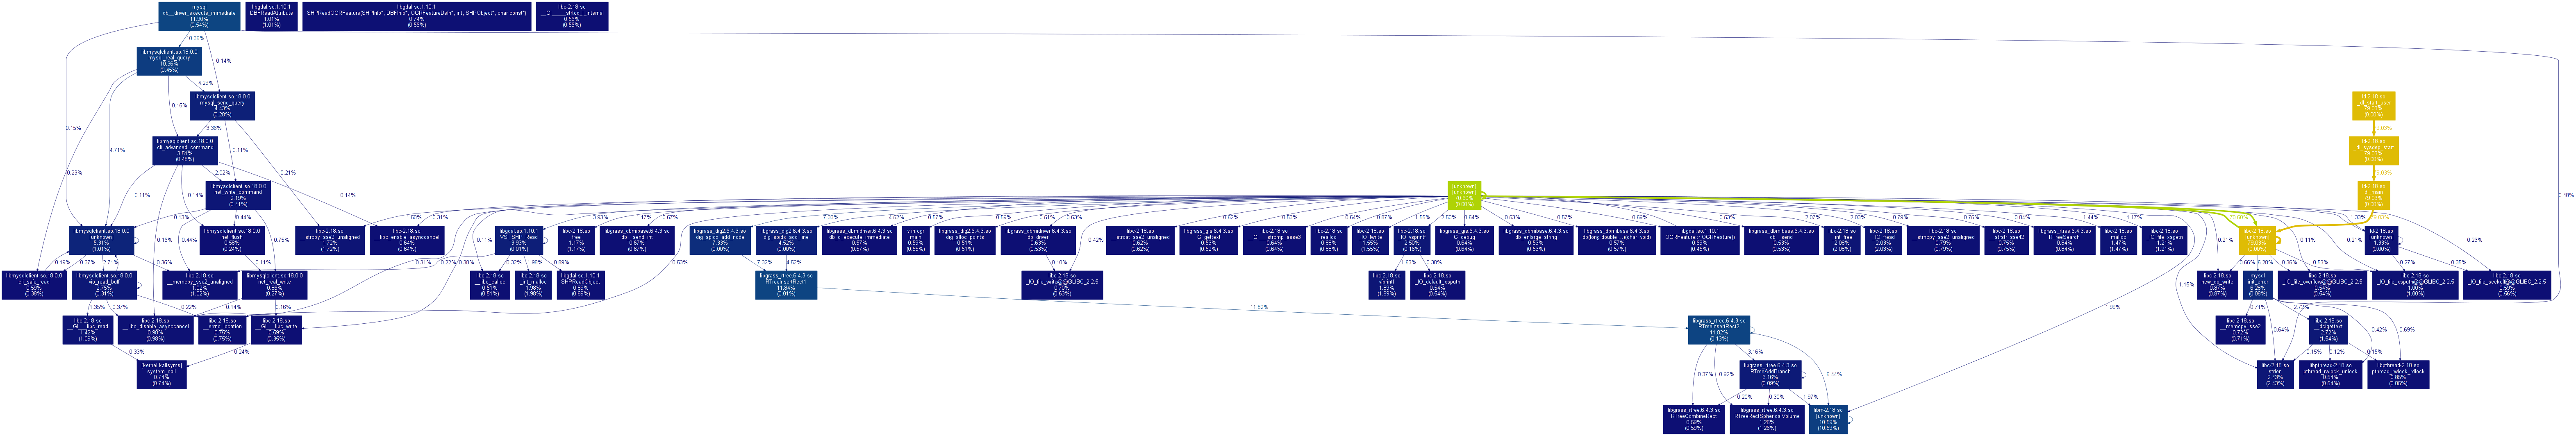 mysql
db__driver_execute_immediate
11.90%
(0.54%)
libgdal.so.1.10.1
DBFReadAttribute
1.01%
(1.01%)
libgdal.so.1.10.1
SHPReadOGRFeature(SHPInfo*, DBFInfo*, OGRFeatureDefn*, int, SHPObject*, char const*)
0.74%
(0.56%)
libc-2.18.so
0.56%
(0.56%)
10.36%
0.14%
libmysqlclient.so.18.0.0
mysql_real_query
10.36%
(0.45%)
4.29%
0.15%
libmysqlclient.so.18.0.0
mysql_send_query
4.43%
(0.28%)
ld-2.18.so
_dl_start_user
79.03%
(0.00%)
79.03%
0.15%
3.36%
4.71%
0.11%
libmysqlclient.so.18.0.0
cli_advanced_command
3.51%
(0.48%)
ld-2.18.so
_dl_sysdep_start
79.03%
(0.00%)
79.03%
0.23%
2.02%
0.21%
libmysqlclient.so.18.0.0
net_write_command
2.19%
(0.41%)
0.11%
0.14%
0.14%
[unknown]
[unknown]
70.60%
(0.00%)
ld-2.18.so
dl_main
79.03%
(0.00%)
79.03%
0.48%
0.13%
0.44%
1.50%
0.31%
3.93%
1.17%
0.67%
7.33%
4.52%
0.57%
0.59%
0.51%
0.63%
0.62%
0.53%
0.64%
0.87%
1.55%
2.50%
0.64%
0.53%
0.57%
0.69%
0.53%
2.07%
2.03%
0.79%
0.75%
0.84%
1.44%
1.17%
70.60%
1.33%
libmysqlclient.so.18.0.0
[unknown]
5.31%
(1.01%)
libmysqlclient.so.18.0.0
net_flush
0.58%
(0.24%)
libc-2.18.so
__strcpy_sse2_unaligned
1.72%
(1.72%)
libc-2.18.so
__libc_enable_asynccancel
0.64%
(0.64%)
libgdal.so.1.10.1
VSI_SHP_Read
3.93%
(0.01%)
libc-2.18.so
free
1.17%
(1.17%)
libgrass_dbmibase.6.4.3.so
db__send_int
0.67%
(0.67%)
libgrass_dig2.6.4.3.so
dig_spidx_add_node
7.33%
(0.00%)
libgrass_dig2.6.4.3.so
dig_spidx_add_line
4.52%
(0.00%)
libgrass_dbmidriver.6.4.3.so
db_d_execute_immediate
0.57%
(0.57%)
v.in.ogr
main
0.59%
(0.55%)
libgrass_dig2.6.4.3.so
dig_alloc_points
0.51%
(0.51%)
libgrass_dbmidriver.6.4.3.so
db_driver
0.63%
(0.53%)
libc-2.18.so
__strcat_sse2_unaligned
0.62%
(0.62%)
libgrass_gis.6.4.3.so
G_gettext
0.53%
(0.52%)
libc-2.18.so
__GI___strcmp_ssse3
0.64%
(0.64%)
libc-2.18.so
realloc
0.88%
(0.88%)
libc-2.18.so
_IO_fwrite
1.55%
(1.55%)
libc-2.18.so
_IO_vsprintf
2.50%
(0.16%)
libgrass_gis.6.4.3.so
G_debug
0.64%
(0.64%)
libgrass_dbmibase.6.4.3.so
db_enlarge_string
0.53%
(0.53%)
libgrass_dbmibase.6.4.3.so
0.57%
(0.57%)
libgdal.so.1.10.1
OGRFeature::~OGRFeature()
0.69%
(0.45%)
libgrass_dbmibase.6.4.3.so
db__send
0.53%
(0.53%)
libc-2.18.so
_int_free
2.08%
(2.08%)
libc-2.18.so
_IO_fread
2.03%
(2.03%)
libc-2.18.so
__strncpy_sse2_unaligned
0.79%
(0.79%)
libc-2.18.so
__strstr_sse42
0.75%
(0.75%)
libgrass_rtree.6.4.3.so
RTreeSearch
0.84%
(0.84%)
libc-2.18.so
malloc
1.47%
(1.47%)
libc-2.18.so
_IO_file_xsgetn
1.21%
(1.21%)
libc-2.18.so
[unknown]
79.03%
(0.00%)
ld-2.18.so
[unknown]
1.33%
(0.00%)
0.75%
0.16%
0.44%
0.42%
0.21%
0.11%
0.21%
0.23%
0.19%
0.37%
2.71%
0.35%
0.11%
0.31%
0.22%
0.38%
0.53%
0.11%
0.32%
1.98%
0.89%
7.32%
4.52%
0.10%
1.63%
0.38%
1.99%
1.15%
0.66%
6.28%
0.36%
0.53%
0.27%
0.35%
libmysqlclient.so.18.0.0
cli_safe_read
0.59%
(0.38%)
libmysqlclient.so.18.0.0
vio_read_buff
2.75%
(0.31%)
libc-2.18.so
__memcpy_sse2_unaligned
1.02%
(1.02%)
libmysqlclient.so.18.0.0
net_real_write
0.86%
(0.27%)
libc-2.18.so
__libc_calloc
0.51%
(0.51%)
libc-2.18.so
_int_malloc
1.98%
(1.98%)
libgdal.so.1.10.1
SHPReadObject
0.89%
(0.89%)
libgrass_rtree.6.4.3.so
RTreeInsertRect1
11.84%
(0.01%)
libc-2.18.so
_IO_file_write@@GLIBC_2.2.5
0.70%
(0.63%)
libc-2.18.so
vfprintf
1.89%
(1.89%)
libc-2.18.so
_IO_default_xsputn
0.54%
(0.54%)
libc-2.18.so
new_do_write
0.87%
(0.87%)
mysql
init_error
6.28%
(0.08%)
libc-2.18.so
_IO_file_overflow@@GLIBC_2.2.5
0.54%
(0.54%)
libc-2.18.so
_IO_file_xsputn@@GLIBC_2.2.5
1.00%
(1.00%)
libc-2.18.so
_IO_file_seekoff@@GLIBC_2.2.5
0.59%
(0.56%)
1.35%
0.37%
0.22%
0.14%
0.16%
11.82%
0.71%
2.72%
0.64%
0.42%
0.69%
libc-2.18.so
__GI___libc_read
1.42%
(1.09%)
libc-2.18.so
__libc_disable_asynccancel
0.98%
(0.98%)
libc-2.18.so
__errno_location
0.75%
(0.75%)
libc-2.18.so
__GI___libc_write
0.59%
(0.35%)
libgrass_rtree.6.4.3.so
RTreeInsertRect2
11.82%
(0.13%)
libc-2.18.so
__memcpy_sse2
0.72%
(0.71%)
libc-2.18.so
__dcigettext
2.72%
(1.54%)
0.33%
0.24%
3.16%
0.37%
0.92%
6.44%
0.15%
0.12%
0.15%
[kernel.kallsyms]
system_call
0.74%
(0.74%)
libgrass_rtree.6.4.3.so
RTreeAddBranch
3.16%
(0.09%)
libc-2.18.so
strlen
2.43%
(2.43%)
libpthread-2.18.so
pthread_rwlock_unlock
0.54%
(0.54%)
libpthread-2.18.so
pthread_rwlock_rdlock
0.85%
(0.85%)
0.20%
0.30%
1.97%
libgrass_rtree.6.4.3.so
RTreeCombineRect
0.59%
(0.59%)
libgrass_rtree.6.4.3.so
RTreeRectSphericalVolume
1.26%
(1.26%)
libm-2.18.so
[unknown]
10.59%
(10.59%)